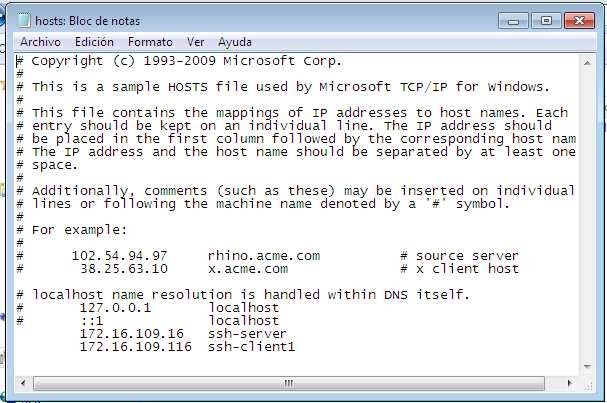 hosts: Bloc de notas
Archivo Edición Formato Ver Ayuda
# Copyright (c) 1993-2009 Microsoft Corp.
#
# This is a sample HOSTS file used by Microsoft TCP/IP for Windows.
#
# This file contains the mappings of IP addresses to host names. Each
# entry should be kept on an individual line. The IP address should
# be placed in the first column followed by the corresponding host nam
# The IP address and the host name should be separated by at least one
# space.
#
# Additionally, comments (such as these) may be inserted on individual
# lines or following the machine name denoted by a '#' symbol.
#
# For example:
#
#      102.54.94.97     rhino.acme.com          # source server
#       38.25.63.10     x.acme.com              # x client host

# localhost name resolution is handled within DNS itself.
#       127.0.0.1       localhost
#       ::1             localhost
        172.16.109.16   ssh-server
        172.16.109.116  ssh-client1